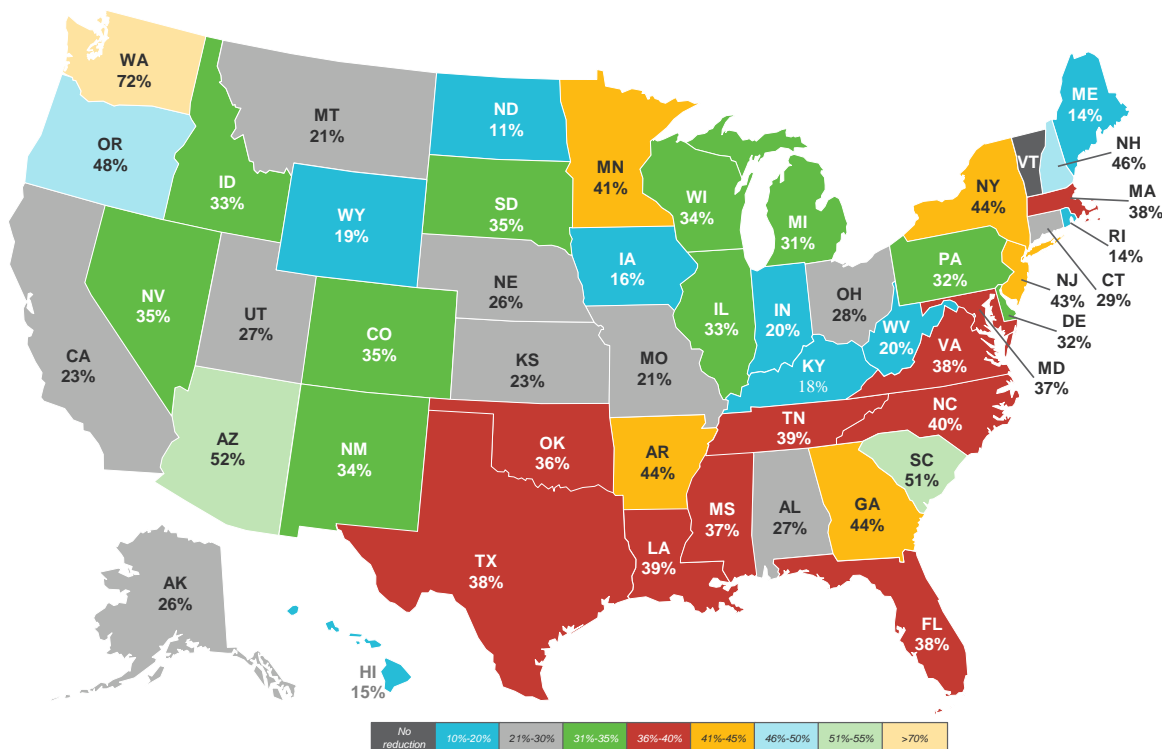 WA
72%
OR
48%
CA
23%
ID
33%
NV
35%
MT
21%
WY
19%
UT
27%
AZ
52%
CO
35%
NM
34%
ND
11%
SD
35%
NE
26%
KS
23%
OK
36%
TX
38%
MN
41%
IA
16%
MO
21%
AR
44%
LA
39%
WI
34%
IL
33%
MI
31%
IN
20%
OH
28%
KY
18%
TN
39%
MS
37%
AL
27%
GA
44%
FL
38%
SC
51%
NC
40%
VA
38%
WV
20%
PA
32%
NY
44%
VT
ME
14%
NH
46%
MA
38%
RI
14%
CT
29%
NJ
43%
DE
32%
MD
37%
AK
26%
HI
15%
No
reduction
10%-20%
21%-30%
31%-35%
36%-40%
41%-45%
46%-50%
51%-55%
>70%